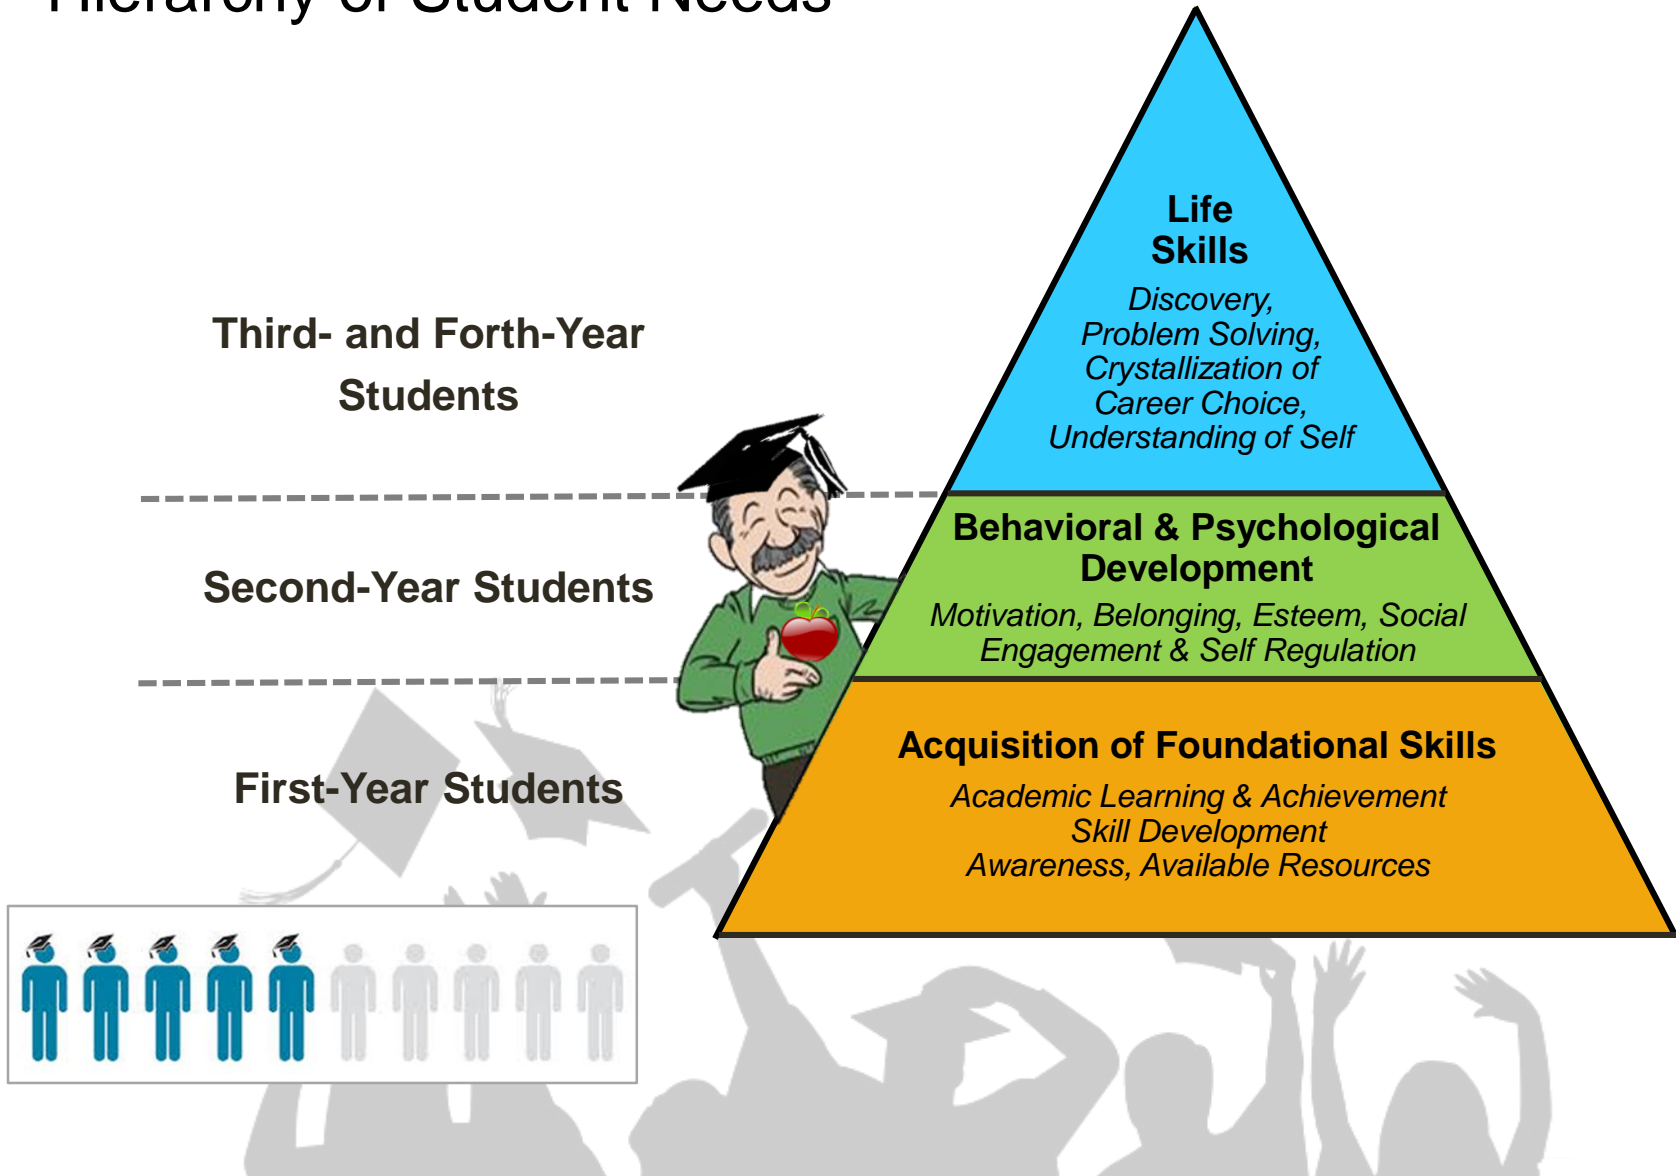 Hierarchy of Student Needs
Life
Skills
Discovery,
Problem Solving,
Crystallization of
Career Choice,
Understanding of Self
Third- and Forth-Year
Students
Behavioral & Psychological
Development
Motivation, Belonging, Esteem, Social
Engagement & Self Regulation
Second-Year Students
Acquisition of Foundational Skills
Academic Learning & Achievement
Skill Development
Awareness, Available Resources
First-Year Students